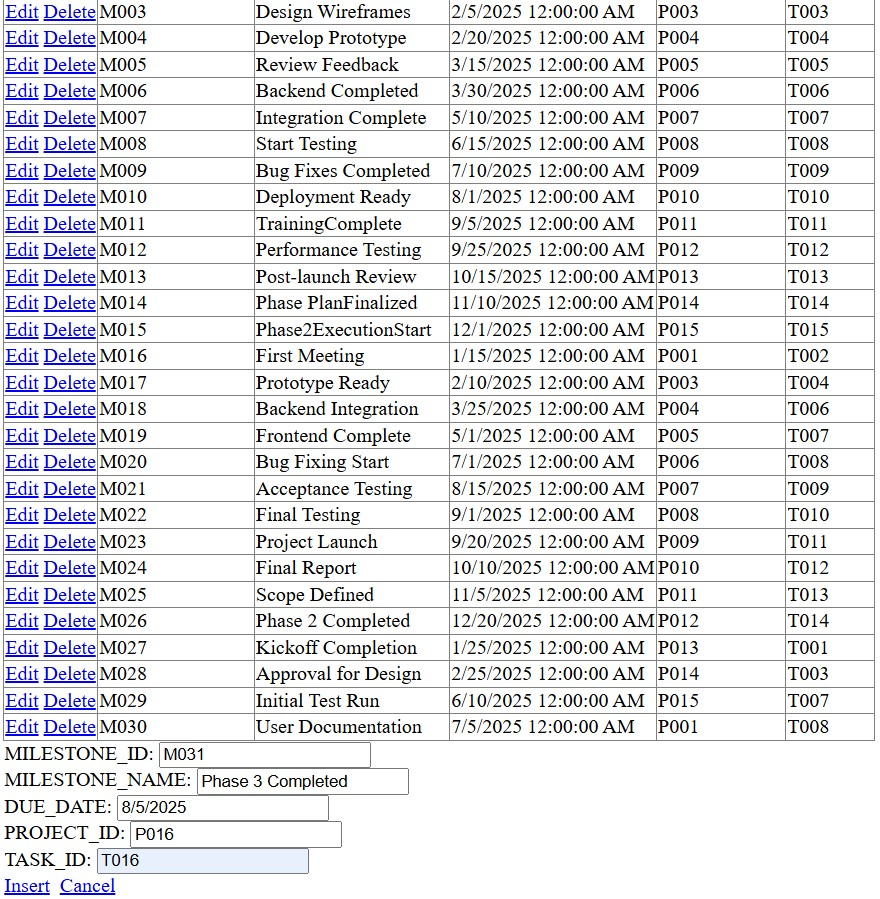 Edit Delete M003 Design Wireframes 2/5/2025 12:00:00 AM P003 T003
Edit Delete M004 Develop Prototype 2/20/2025 12:00:00 AM P004 T004
Edit Delete M005 Review Feedback 3/15/2025 12:00:00 AM P005 T005
Edit Delete M006 Backend Completed 3/30/2025 12:00:00 AM P006 T006
Edit Delete M007 Integration Complete 5/10/2025 12:00:00 AM P007 T007
Edit Delete M008 Start Testing 6/15/2025 12:00:00 AM P008 T008
Edit Delete M009 Bug Fixes Completed 7/10/2025 12:00:00 AM P009 T009
Edit Delete M010 Deployment Ready 8/1/2025 12:00:00 AM P010 T010
Edit Delete M011 TrainingComplete 9/5/2025 12:00:00 AM P011 T011
Edit Delete M012 Performance Testing 9/25/2025 12:00:00 AM P012 T012
Edit Delete M013 Post-launch Review 10/15/2025 12:00:00 AM P013 T013
Edit Delete M014 Phase PlanFinalized 11/10/2025 12:00:00 AM P014 T014
Edit Delete M015 Phase2ExecutionStart 12/1/2025 12:00:00 AM P015 T015
Edit Delete M016 First Meeting 1/15/2025 12:00:00 AM P001 T002
Edit Delete M017 Prototype Ready 2/10/2025 12:00:00 AM P003 T004
Edit Delete M018 Backend Integration 3/25/2025 12:00:00 AM P004 T006
Edit Delete M019 Frontend Complete 5/1/2025 12:00:00 AM P005 T007
Edit Delete M020 Bug Fixing Start 7/1/2025 12:00:00 AM P006 T008
Edit Delete M021 Acceptance Testing 8/15/2025 12:00:00 AM P007 T009
Edit Delete M022 Final Testing 9/1/2025 12:00:00 AM P008 T010
Edit Delete M023 Project Launch 9/20/2025 12:00:00 AM P009 T011
Edit Delete M024 Final Report 10/10/2025 12:00:00 AM P010 T012
Edit Delete M025 Scope Defined 11/5/2025 12:00:00 AM P011 T013
Edit Delete M026 Phase 2 Completed 12/20/2025 12:00:00 AM P012 T014
Edit Delete M027 Kickoff Completion 1/25/2025 12:00:00 AM P013 T001
Edit Delete M028 Approval for Design 2/25/2025 12:00:00 AM P014 T003
Edit Delete M029 Initial Test Run 6/10/2025 12:00:00 AM P015 T007
Edit Delete M030 User Documentation 7/5/2025 12:00:00 AM P001 T008
MILESTONE_ID: M031
MILESTONE_NAME: Phase 3 Completed
DUE_DATE: 8/5/2025
PROJECT_ID: P016
TASK_ID: T016
Insert Cancel